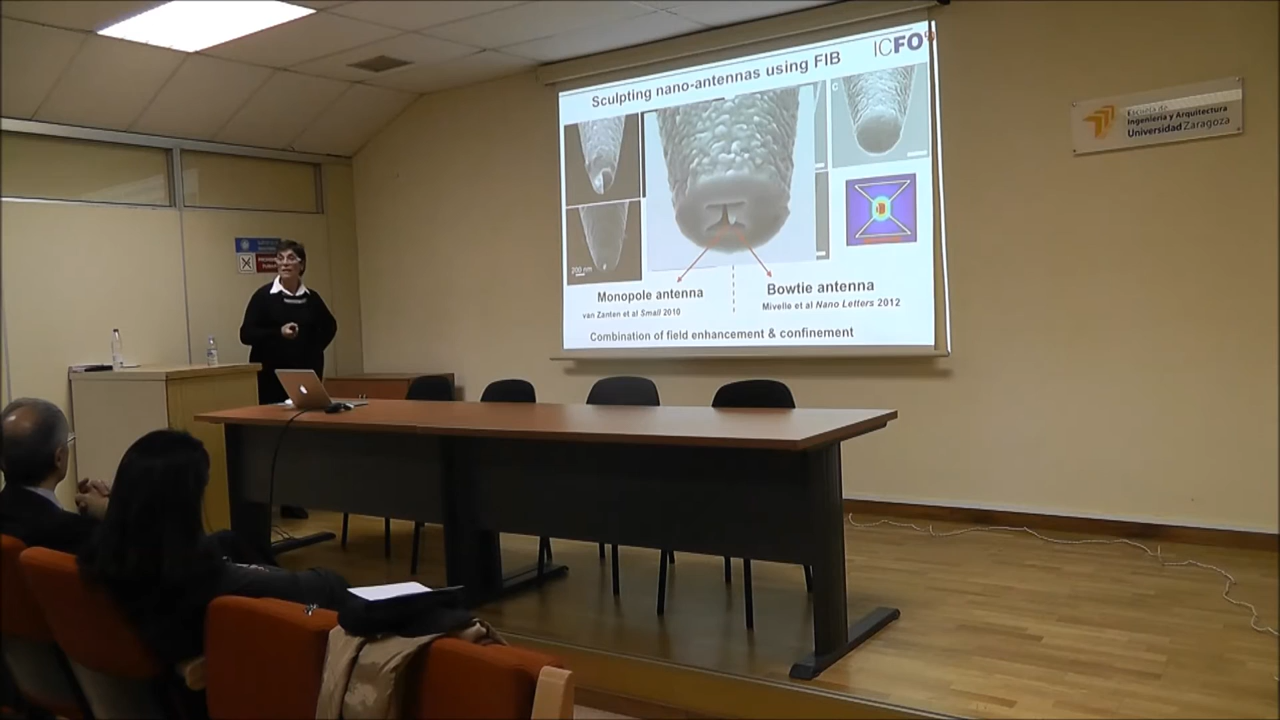 ICFO
Sculpting nano-antennas using FIB
C
200 nm
Monopole antenna
van Zanten et al Small 2010
Bowtie antenna
Mivelle et al Nano Letters 2012
Combination of field enhancement & confinement
Escuela de
Ingeniería y Arquitectura
Universidad Zaragoza